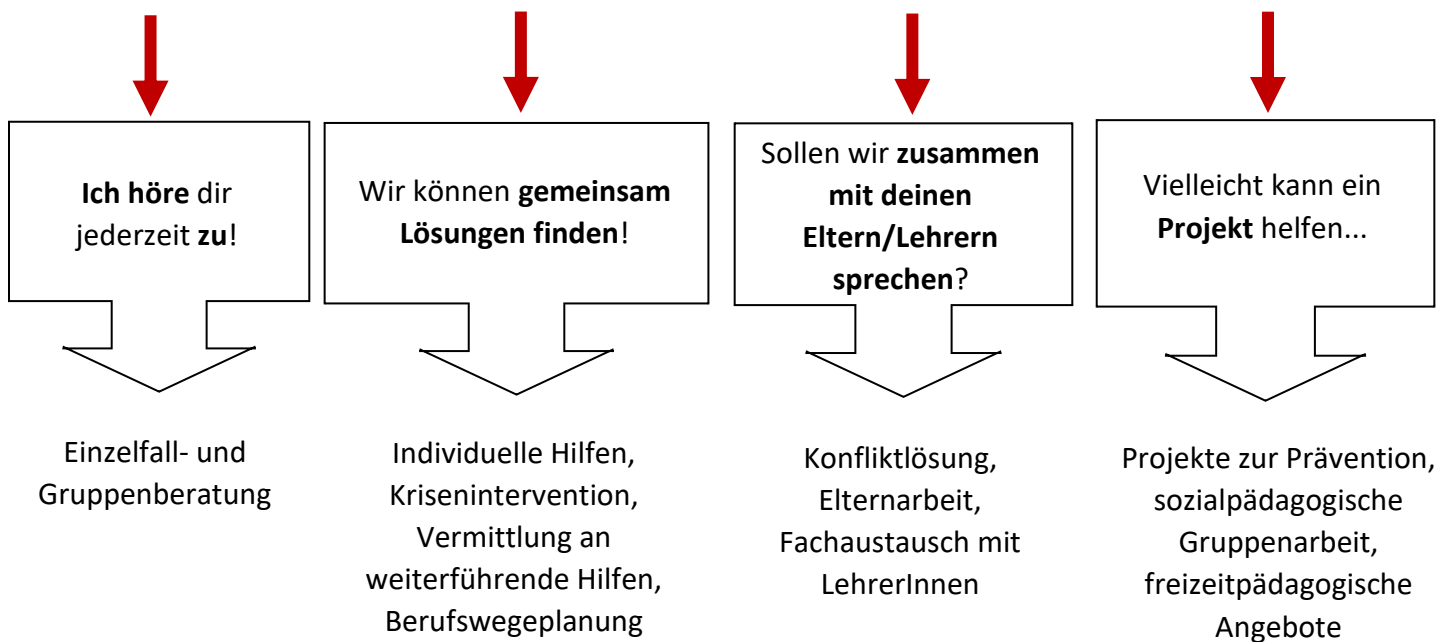 Ich höre dir
jederzeit zu!
Wir können gemeinsam
Lösungen finden!
Sollen wir zusammen
mit deinen
Eltern/Lehrern
sprechen?
Vielleicht kann ein
Projekt helfen...
Einzelfall- und
Gruppenberatung
Individuelle Hilfen,
Krisenintervention,
Vermittlung an
weiterführende Hilfen,
Berufswegeplanung
Konfliktlösung,
Elternarbeit,
Fachaustausch mit
LehrerInnen
Projekte zur Prävention,
sozialpädagogische
Gruppenarbeit,
freizeitpädagogische
Angebote